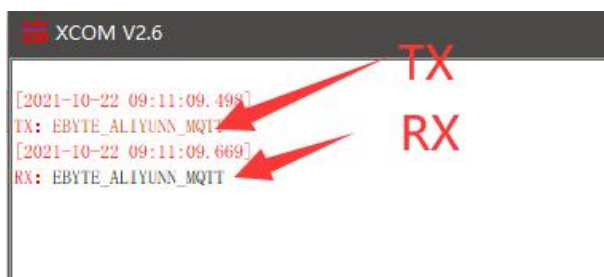 XCOM V2.6
TX
[2021-10-22 09:11:09.498]
TX: EBYTE_ALIYUNN_MQTT
RX
[2021-10-22 09:11:09.669]
RX: EBYTE_ALIYUNN_MQTT